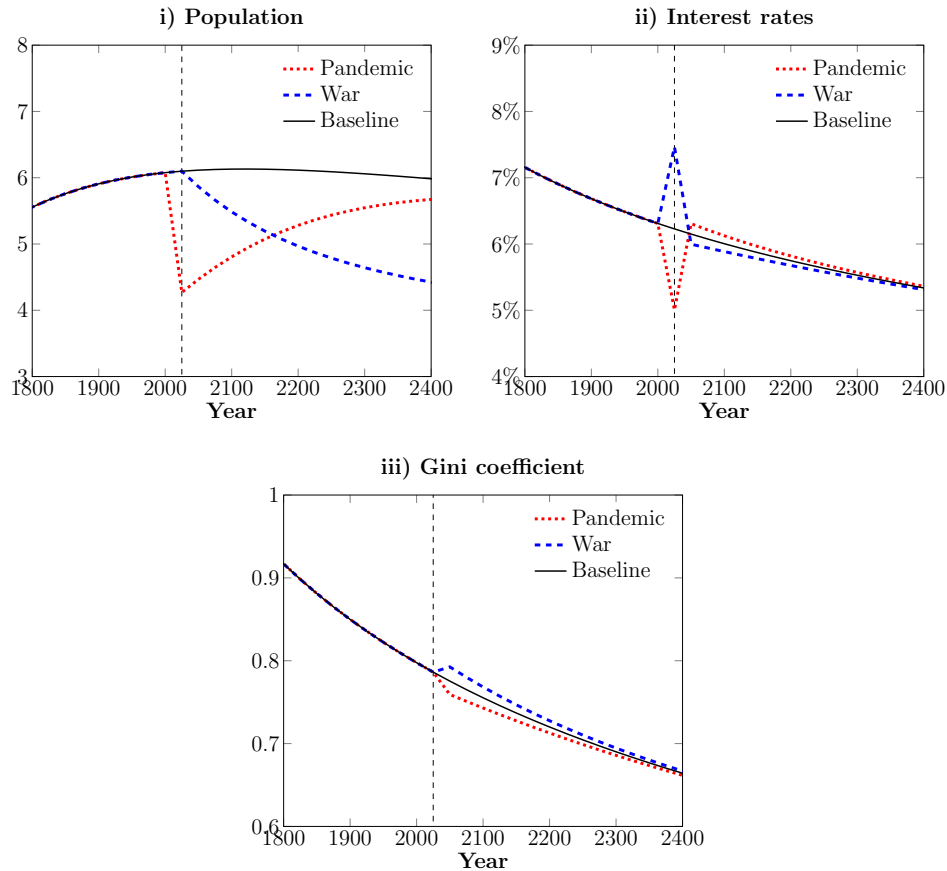 i) Population
8
7
6
5
4
3
1800 1900 2000 2100 2200 2300 2400
Year
Pandemic
War
Baseline
ii) Interest rates
9%
8%
7%
6%
5%
4%
1800 1900 2000 2100 2200 2300 2400
Year
Pandemic
War
Baseline
iii) Gini coefficient
1
0.9
0.8
0.7
0.6
1800 1900 2000 2100 2200 2300 2400
Year
Pandemic
War
Baseline